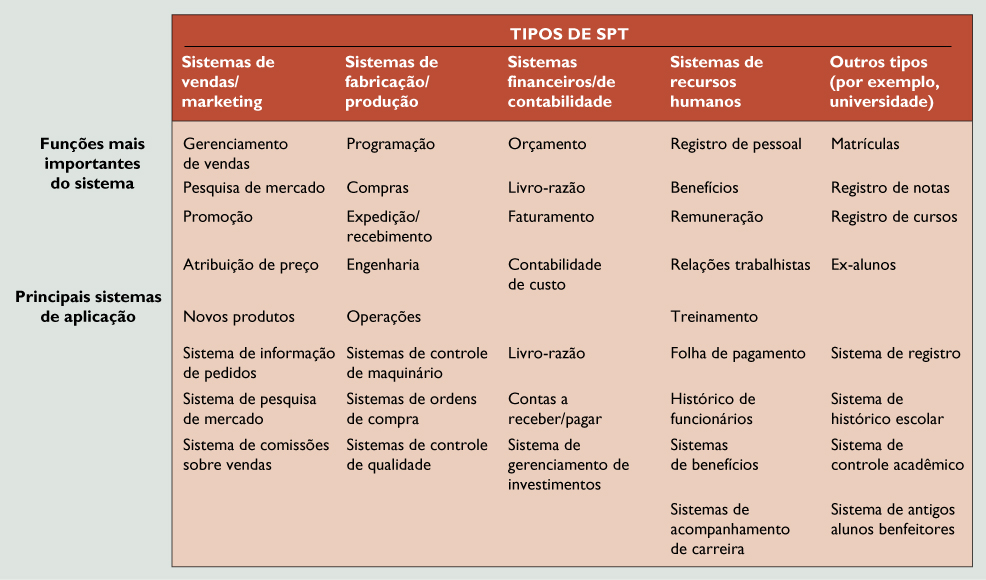 TIPOS DE SPT
Sistemas de
vendas/
marketing
Sistemas de
fabricação/
produção
Sistemas
financeiros/de
contabilidade
Sistemas de
recursos
humanos
Outros tipos
(por exemplo,
universidade)
Funções mais
importantes
do sistema
Gerenciamento
de vendas
Programação
Orçamento
Registro de pessoal
Matrículas
Pesquisa de mercado
Compras
Livro-razão
Benefícios
Registro de notas
Promoção
Expedição/
recebimento
Faturamento
Remuneração
Registro de cursos
Atribuição de preço
Engenharia
Contabilidade
de custo
Relações trabalhistas
Ex-alunos
Principais sistemas
de aplicação
Novos produtos
Operações
Treinamento
Sistema de informação
de pedidos
Sistemas de controle
de maquinário
Livro-razão
Folha de pagamento
Sistema de registro
Sistema de pesquisa
de mercado
Sistemas de ordens
de compra
Contas a
receber/pagar
Histórico de
funcionários
Sistema de
histórico escolar
Sistema de comissões
sobre vendas
Sistemas de controle
de qualidade
Sistema de
gerenciamento de
investimentos
Sistemas
de benefícios
Sistema de
controle acadêmico
Sistemas de
acompanhamento
de carreira
Sistema de antigos
alunos benfeitores